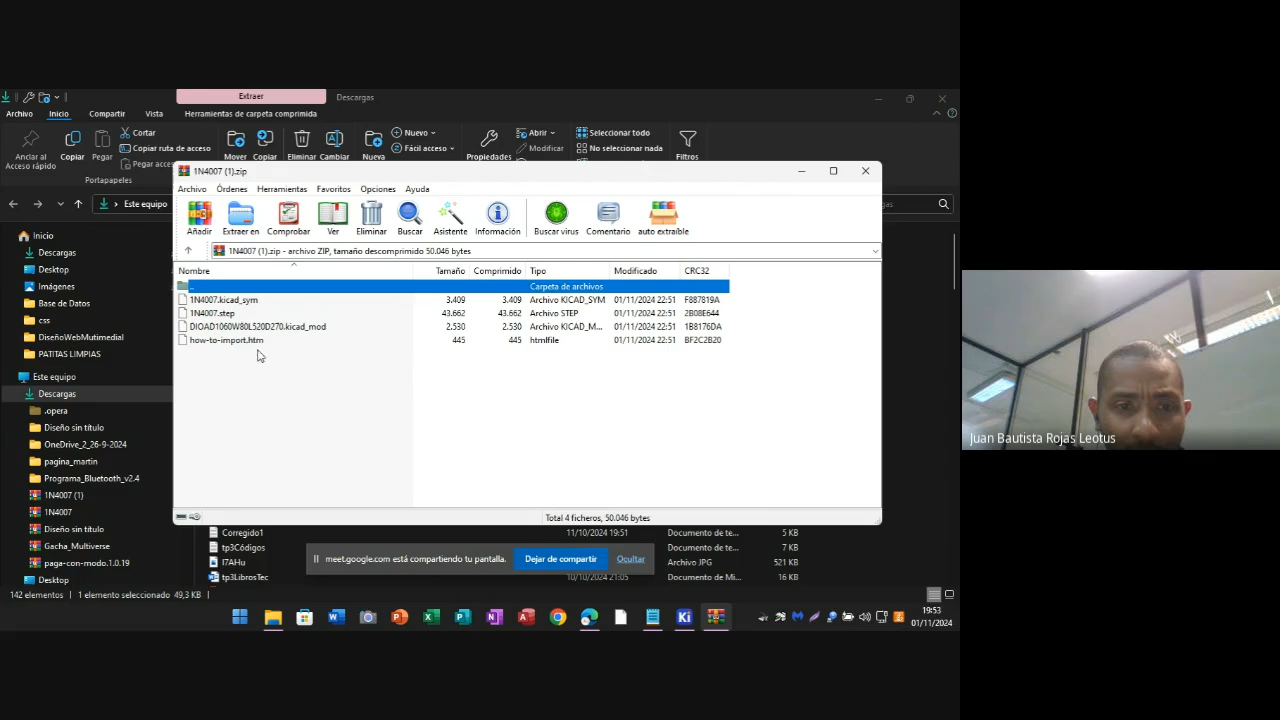 Extraer
Descargas
Archivo
Inicio
Compartir
Vista
Herramientas de carpeta comprimida
Anclar al
Acceso rápido
Copiar
Pegar
Cortar
Copiar ruta de acceso
Pegar acces
Mover
Copiar
Eliminar
Cambiar
Nueva
Nuevo
Fácil acceso
Propiedades
Abrir
Modificar
Seleccionar todo
No seleccionar nada
Filtros
Portapapeles
Este equipo
gas
1N4007 (1).zip
Archivo Órdenes Herramientas Favoritos Opciones Ayuda
Añadir Extraer en Comprobar Ver Eliminar Buscar Asistente Información Buscar virus Comentario auto extraíble
1N4007 (1).zip - archivo ZIP, tamaño descomprimido 50.046 bytes
Nombre Tamaño Comprimido Tipo Modificado CRC32
.. Carpeta de archivos
1N4007.kicad_sym 3.409 3.409 Archivo KICAD_SYM 01/11/2024 22:51 F887819A
1N4007.step 43.662 43.662 Archivo STEP 01/11/2024 22:51 2B08E644
DIOAD1060W80L520D270.kicad_mod 2.530 2.530 Archivo KICAD_M... 01/11/2024 22:51 1B8176DA
how-to-import.htm 445 445 htmlfile 01/11/2024 22:51 BF2C2B20
Total 4 ficheros, 50.046 bytes
Inicio
Descargas
Desktop
Imágenes
Base de Datos
css
DiseñoWebMutimedial
PATITAS LIMPIAS
Este equipo
Descargas
.opera
Diseño sin título
OneDrive_2_26-9-2024
pagina_martin
Programa_Bluetooth_v2.4
1N4007 (1)
1N4007
Diseño sin título
Gacha_Multiverse
paga-con-modo.1.0.19
Desktop
Corregido1 11/10/2024 19:51 Documento de te... 5 KB
tp3Códigos Documento de te... 7 KB
I7AHu Archivo JPG 521 KB
tp3LibrosTec 10/10/2024 21:05 Documento de Mi... 16 KB
meet.google.com está compartiendo tu pantalla.
Dejar de compartir
Ocultar
142 elementos
1 elemento seleccionado 49,3 KB
Ki
19:53
01/11/2024
Juan Bautista Rojas Leotus